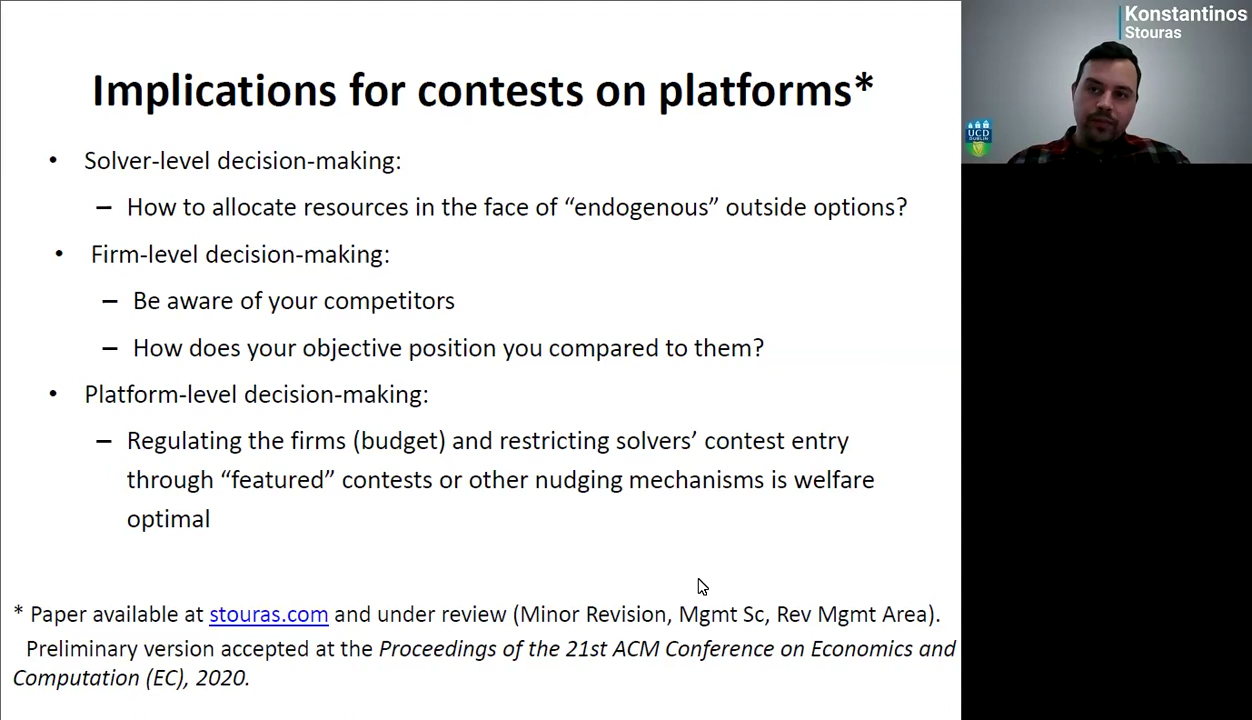 Implications for contests on platforms*
• Solver-level decision-making:
– How to allocate resources in the face of “endogenous” outside options?
• Firm-level decision-making:
– Be aware of your competitors
– How does your objective position you compared to them?
• Platform-level decision-making:
– Regulating the firms (budget) and restricting solvers’ contest entry
through “featured” contests or other nudging mechanisms is welfare
optimal
* Paper available at stouras.com and under review (Minor Revision, Mgmt Sc, Rev Mgmt Area).
Preliminary version accepted at the Proceedings of the 21st ACM Conference on Economics and
Computation (EC), 2020.
Konstantinos
Stouras
UCD
DUBLIN